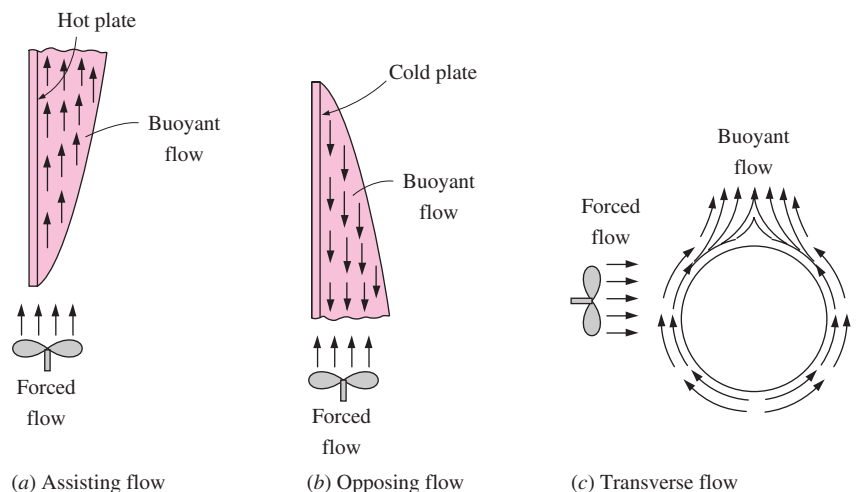 Hot plate
Buoyant
flow
Forced
flow
(a) Assisting flow
Cold plate
Buoyant
flow
Forced
flow
(b) Opposing flow
Buoyant
flow
Forced
flow
(c) Transverse flow